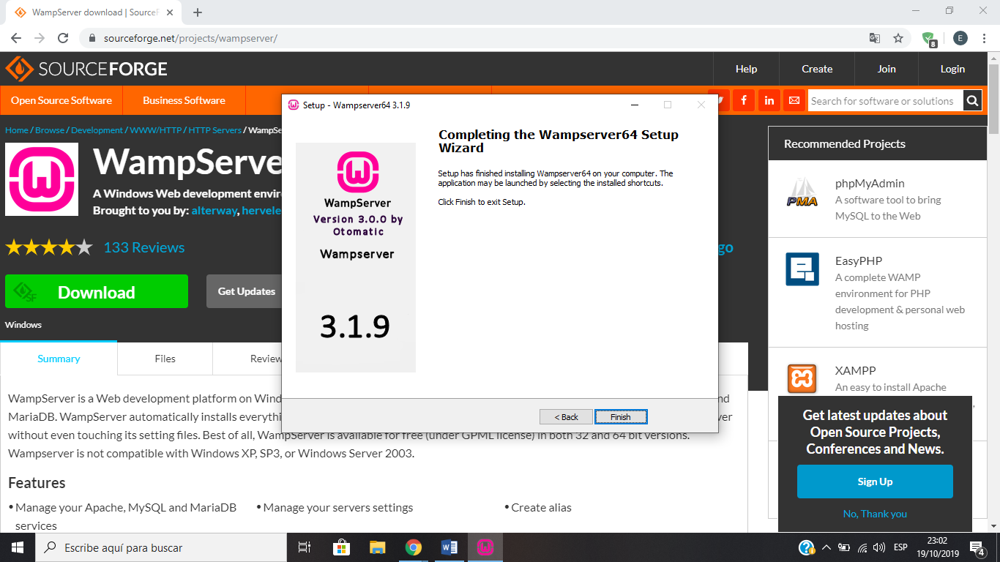 WampServer download | SourceF
sourceforge.net/projects/wampserver/
8
E
SOURCEFORGE
Help
Create
Join
Login
Open Source Software
Business Software
f
in
Search for software or solutions
Home / Browse / Development / WWW/HTTP / HTTP Servers / WampSe
WampServe
A Windows Web development envir
Brought to you by: alterway, hervele
go
133 Reviews
SF
Download
Get Updates
Windows
Summary
Files
Review
WampServer is a Web development platform on Wind
nd
MariaDB. WampServer automatically installs everythi
ver
without even touching its setting files. Best of all, WampServer is available for free (under GPML license) in both 32 and 64 bit versions.
Wampserver is not compatible with Windows XP, SP3, or Windows Server 2003.
Features
• Manage your Apache, MySQL and MariaDB
services
• Manage your servers settings
• Create alias
Setup - Wampserver64 3.1.9
WampServer
Version 3.0.0 by
Otomatic
Wampserver
3.1.9
Completing the Wampserver64 Setup
Wizard
Setup has finished installing Wampserver64 on your computer. The
application may be launched by selecting the installed shortcuts.
Click Finish to exit Setup.
< Back
Finish
Recommended Projects
PMA
phpMyAdmin
A software tool to bring
MySQL to the Web
EasyPHP
A complete WAMP
environment for PHP
development & personal web
hosting
XAMPP
An easy to install Apache
Get latest updates about
Open Source Projects,
Conferences and News.
Sign Up
No, Thank you
Escribe aquí para buscar
ESP
23:02
19/10/2019
4